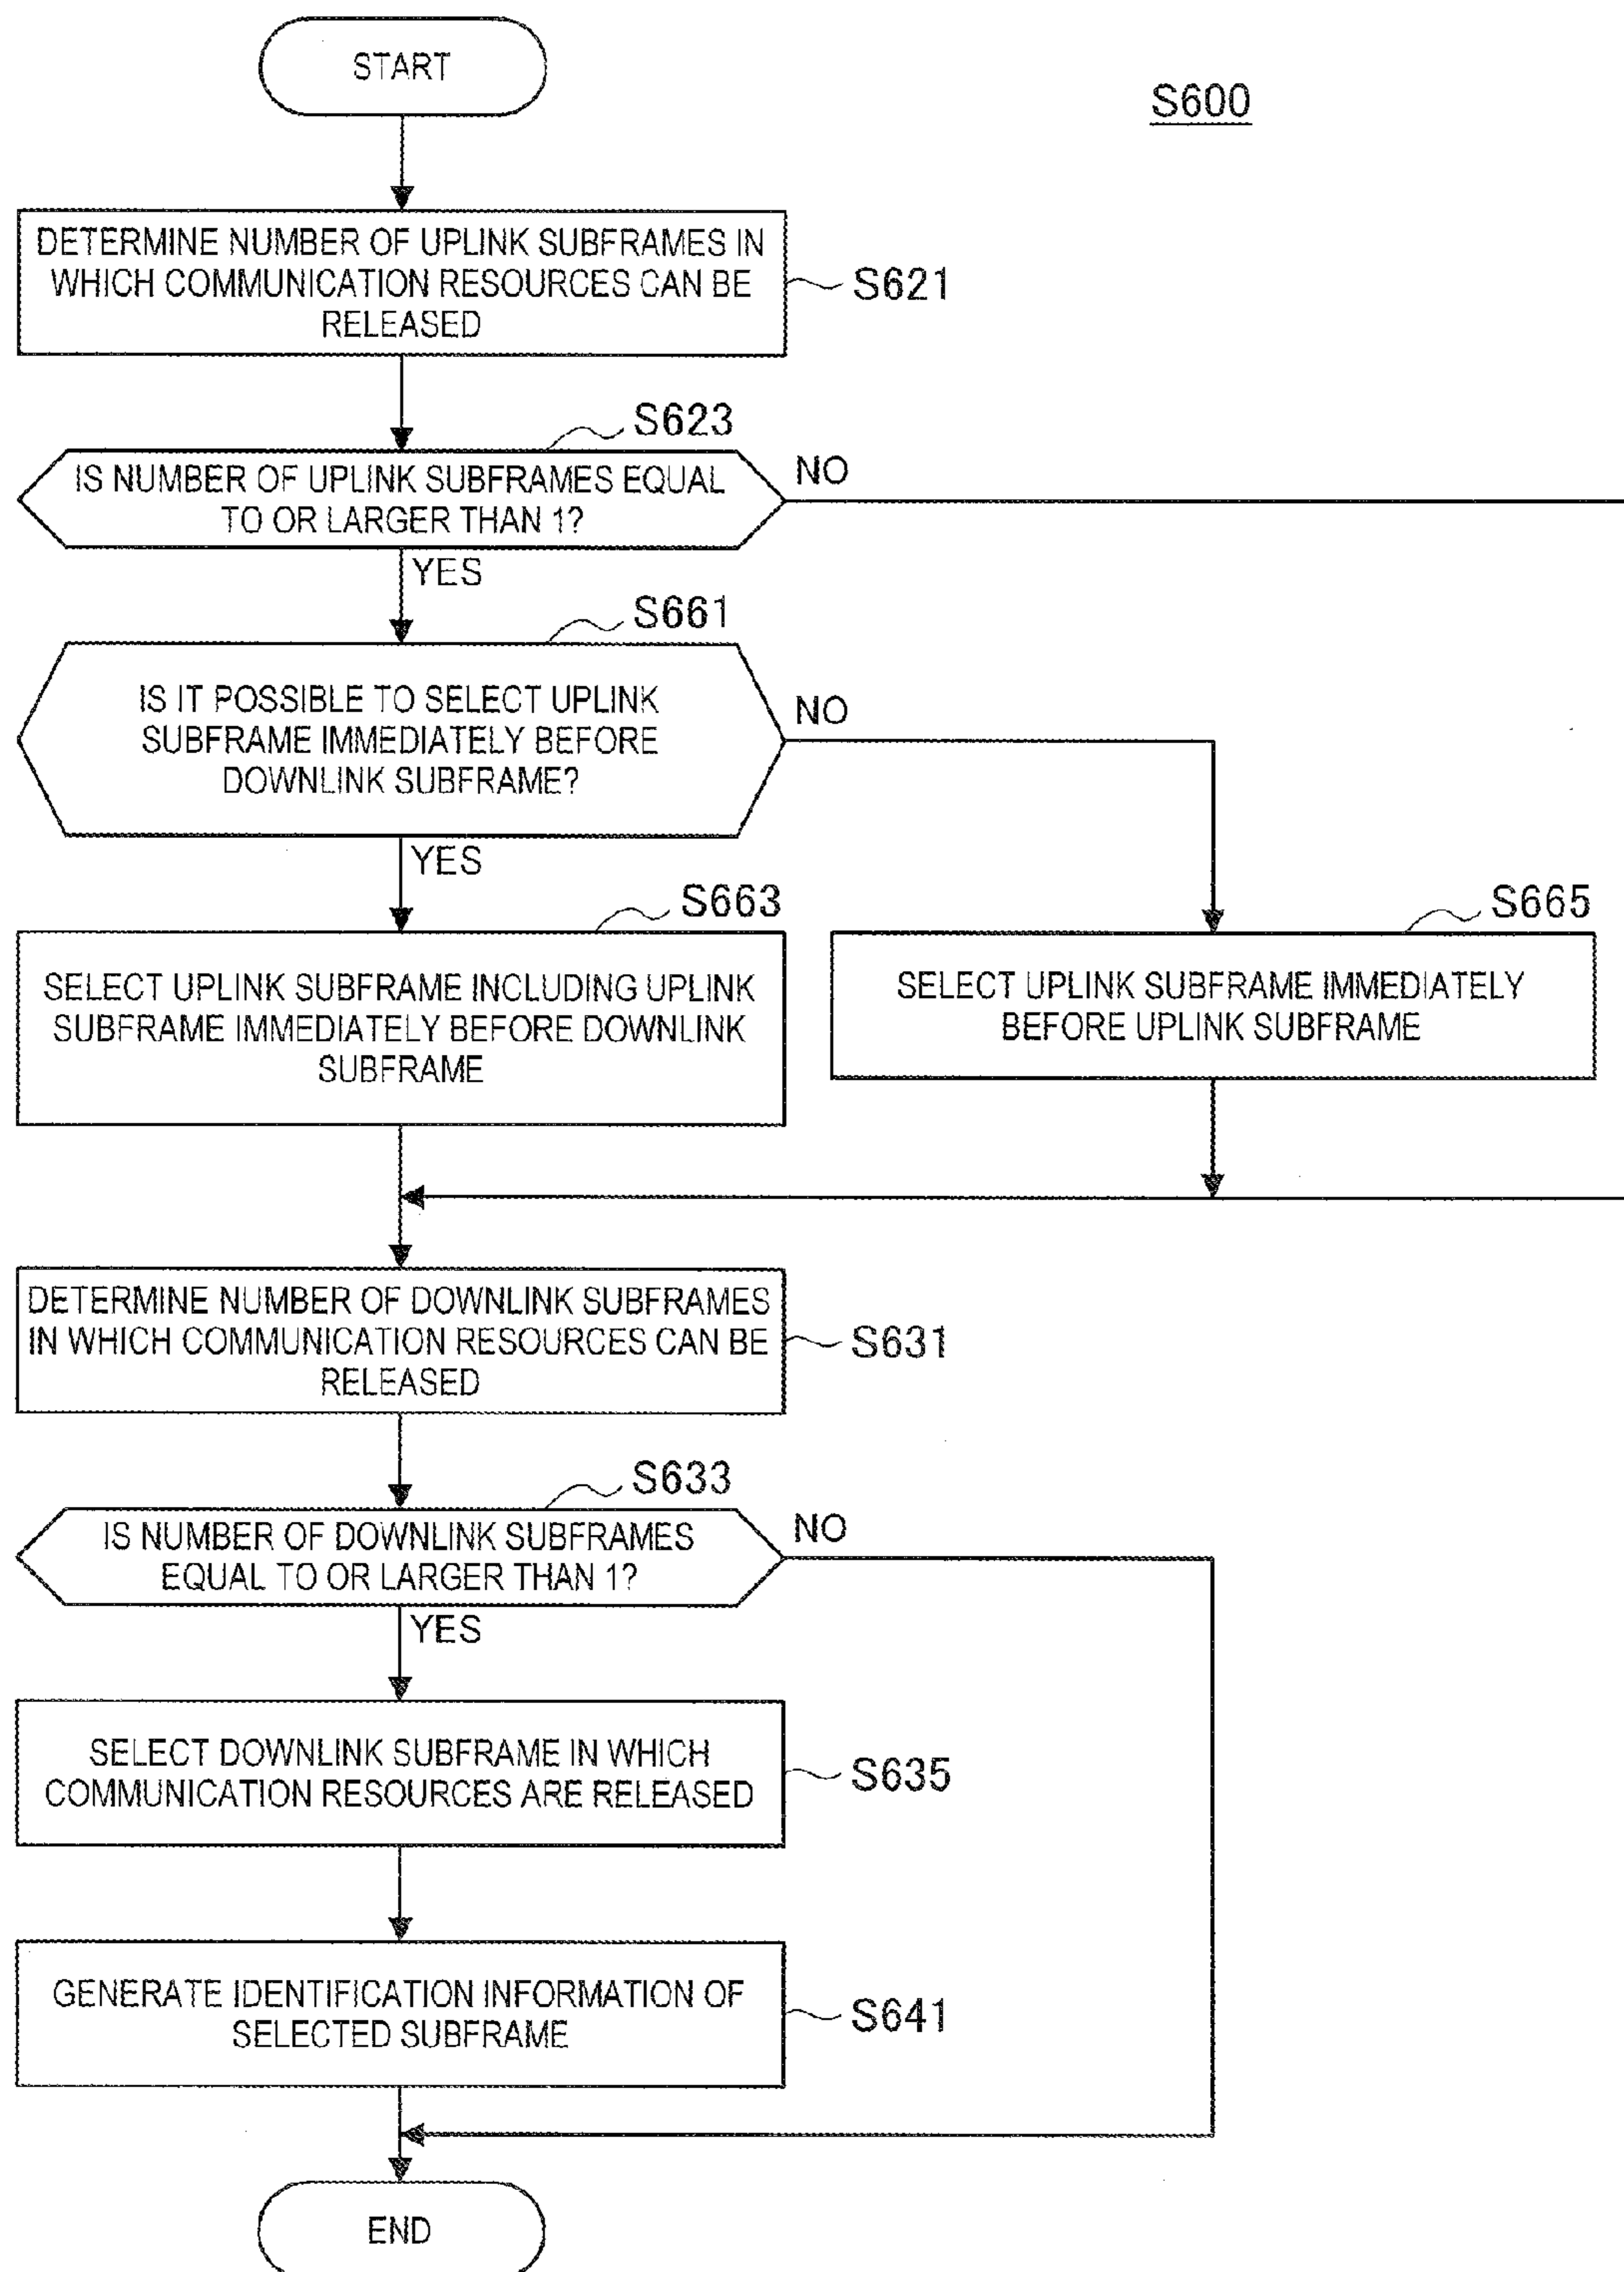 START
S600
DETERMINE NUMBER OF UPLINK SUBFRAMES IN
WHICH COMMUNICATION RESOURCES CAN BE
RELEASED
S621
S623
IS NUMBER OF UPLINK SUBFRAMES EQUAL
TO OR LARGER THAN 1?
NO
YES
S661
IS IT POSSIBLE TO SELECT UPLINK
SUBFRAME IMMEDIATELY BEFORE
DOWNLINK SUBFRAME?
NO
YES
S663
SELECT UPLINK SUBFRAME INCLUDING UPLINK
SUBFRAME IMMEDIATELY BEFORE DOWNLINK
SUBFRAME
S665
SELECT UPLINK SUBFRAME IMMEDIATELY
BEFORE UPLINK SUBFRAME
DETERMINE NUMBER OF DOWNLINK SUBFRAMES
IN WHICH COMMUNICATION RESOURCES CAN BE
RELEASED
S631
S633
IS NUMBER OF DOWNLINK SUBFRAMES
EQUAL TO OR LARGER THAN 1?
NO
YES
SELECT DOWNLINK SUBFRAME IN WHICH
COMMUNICATION RESOURCES ARE RELEASED
S635
GENERATE IDENTIFICATION INFORMATION OF
SELECTED SUBFRAME
S641
END